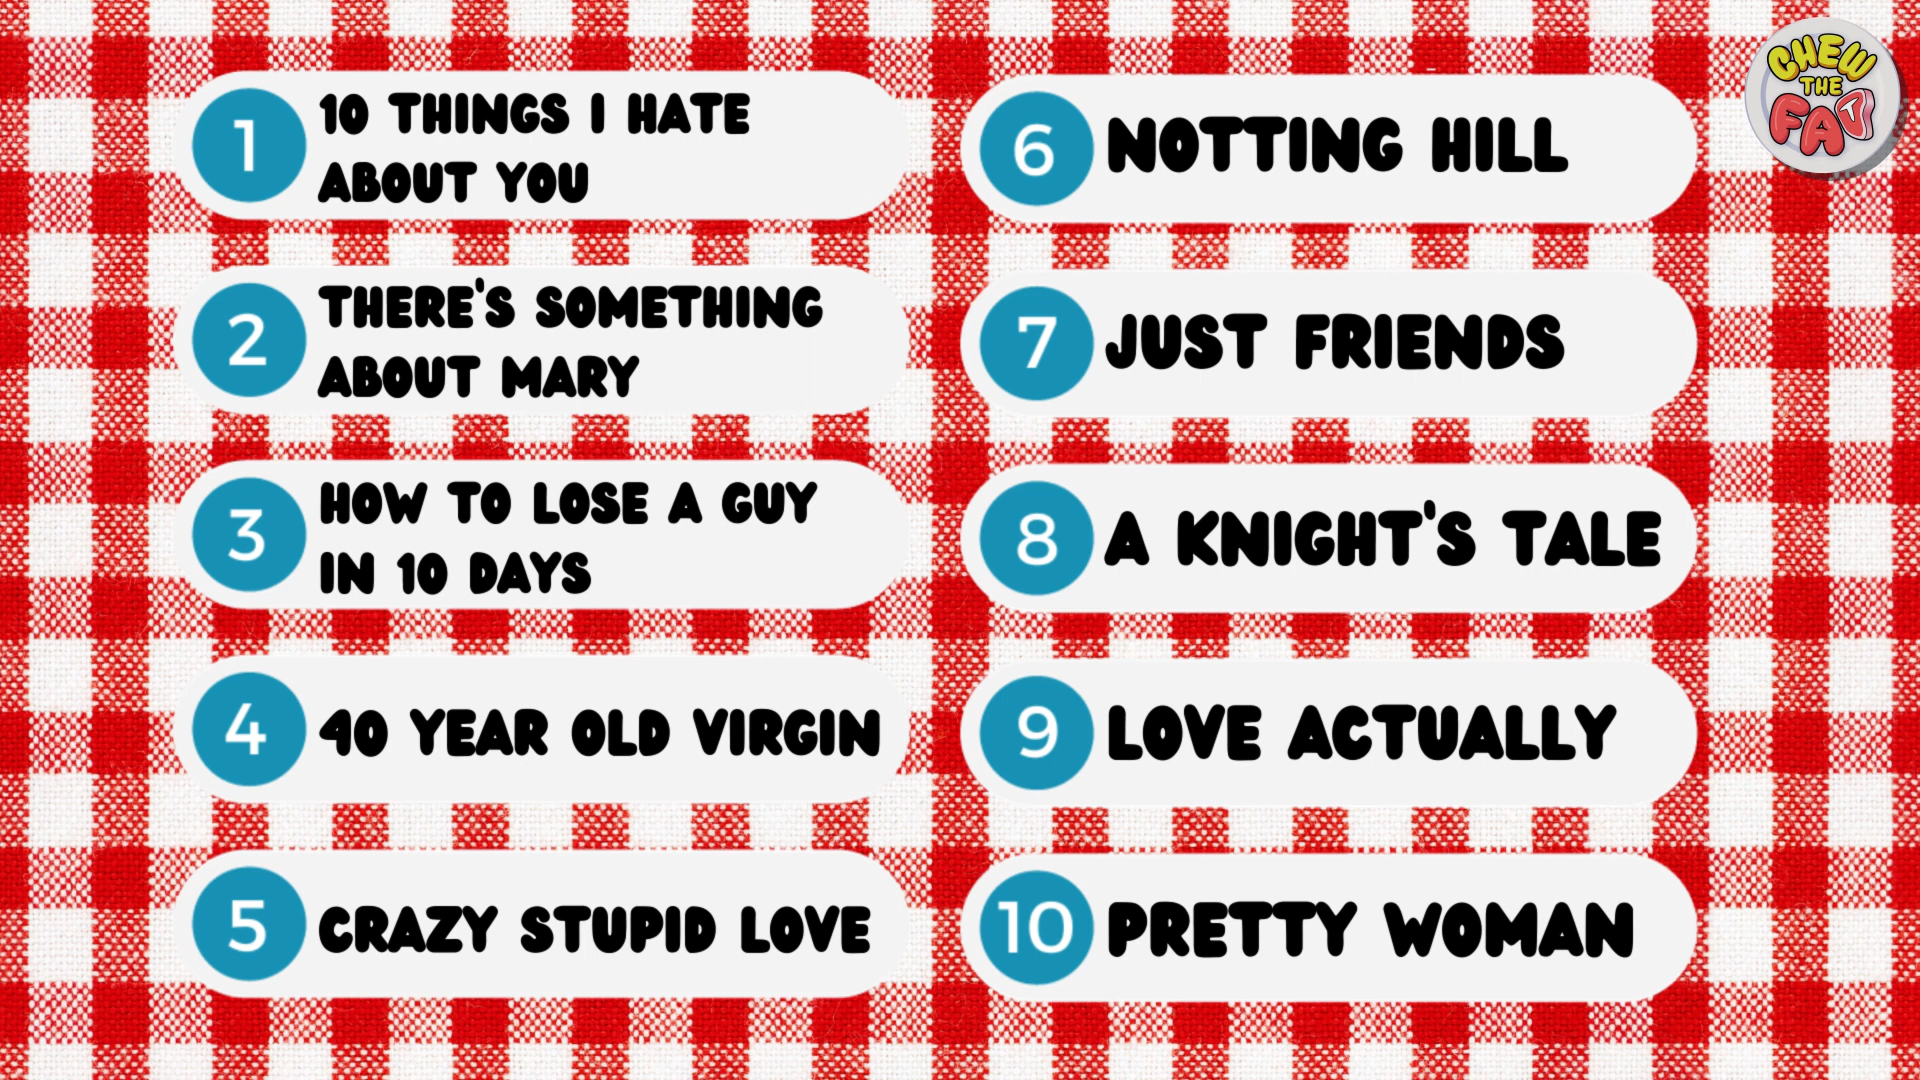 1
10 THINGS I HATE
ABOUT YOU
2
THERE'S SOMETHING
ABOUT MARY
3
HOW TO LOSE A GUY
IN 10 DAYS
4
40 YEAR OLD VIRGIN
5
CRAZY STUPID LOVE
6
NOTTING HILL
7
JUST FRIENDS
8
A KNIGHT'S TALE
9
LOVE ACTUALLY
10
PRETTY WOMAN
CHEW
THE
FAT